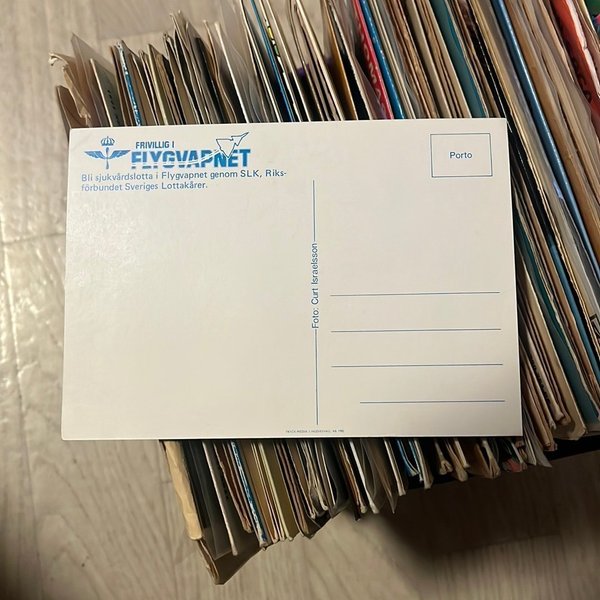 FRIVILLIG I
FLYGVAPNET
Bli sjukvårdslotta i Flygvapnet genom SLK, Riks-
förbundet Sveriges Lottakårer.
Porto
Foto: Curt Israelsson